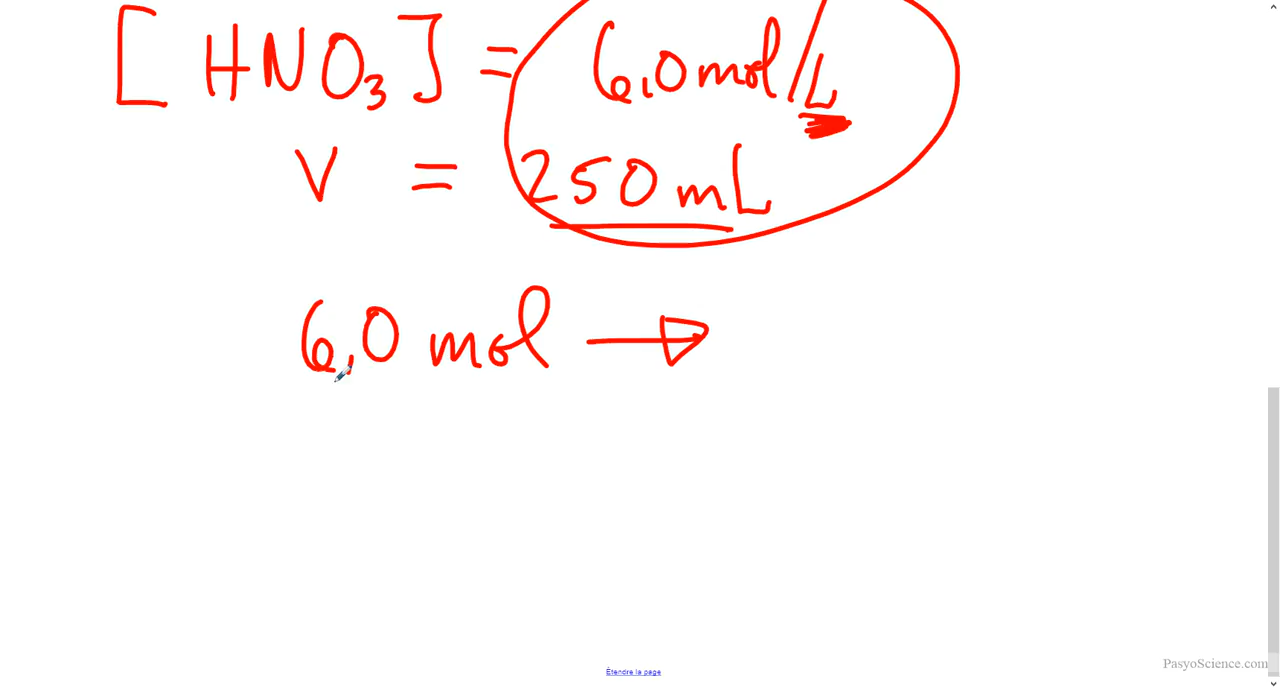 [HNO₃] = 6,0 mol/L
V = 250 mL
6,0 mol →
Étendre la page
PasyoScience.com